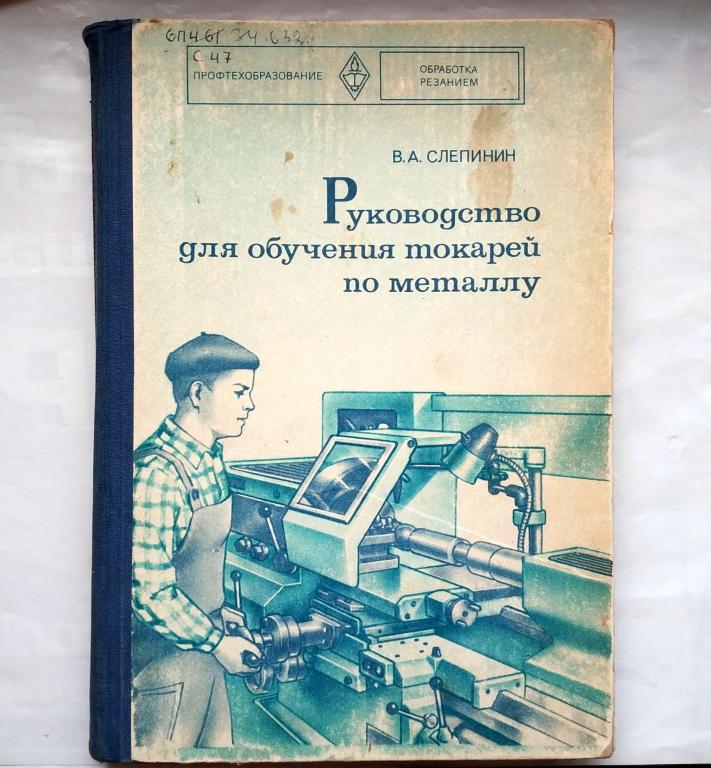 6П4.61 34.632
С 47
ПРОФТЕХОБРАЗОВАНИЕ
ОБРАБОТКА
РЕЗАНИЕМ
В. А. СЛЕПИНИН
Руководство
для обучения токарей
по металлу